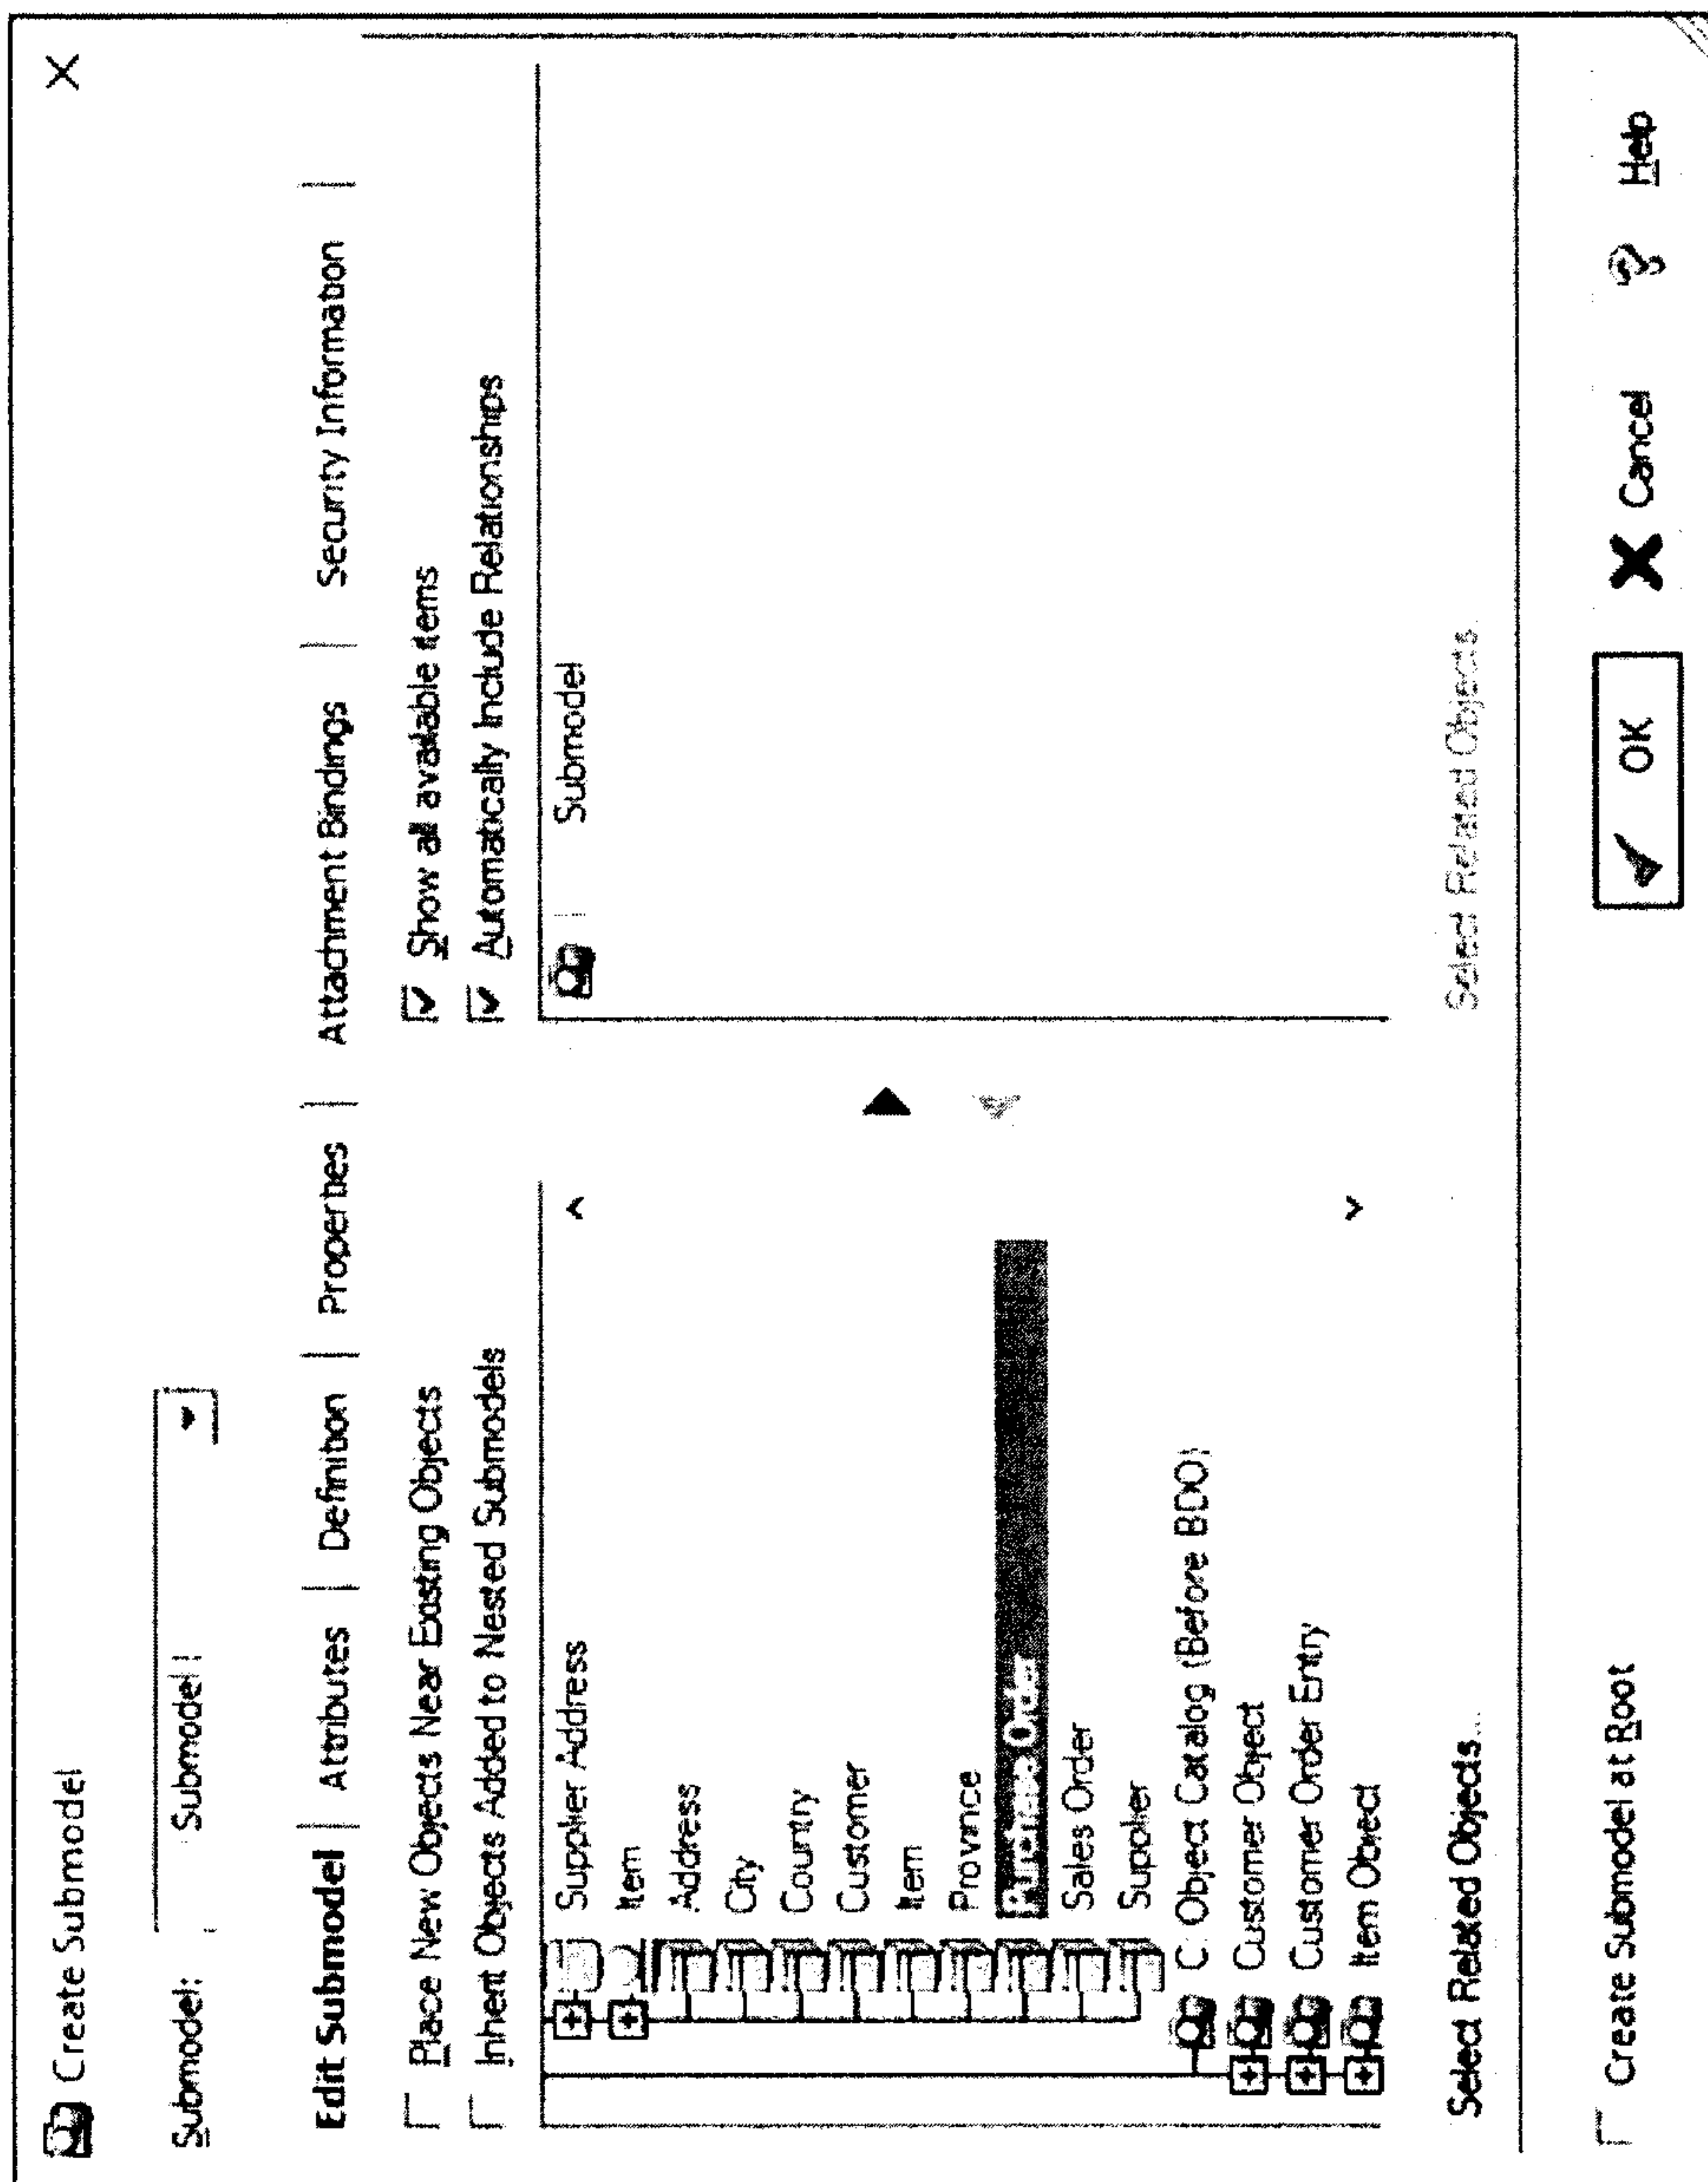 Create Submodel
Submodel: Submodel1
Edit Submodel | Attributes | Definition | Properties | Attachment Bindings | Security Information |
Place New Objects Near Existing Objects
Show all available items
Inherit Objects Added to Nested Submodels
Automatically Include Relationships
Supplier Address
Item
Address
City
Country
Customer
Item
Province
Purchase Order
Sales Order
Supplier
C. Object Catalog (Before BDO)
Customer Object
Customer Order Entry
Item Object
Submodel
Select Related Objects...
Select Related Objects...
Create Submodel at Root
OK
Cancel
? Help